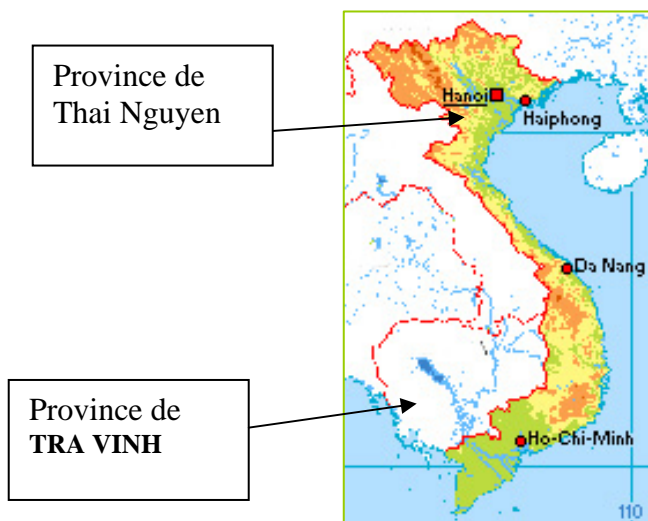 Province de
Thai Nguyen
Hanoi
Haiphong
Da Nang
Province de
TRA VINH
Ho-Chi-Minh
110